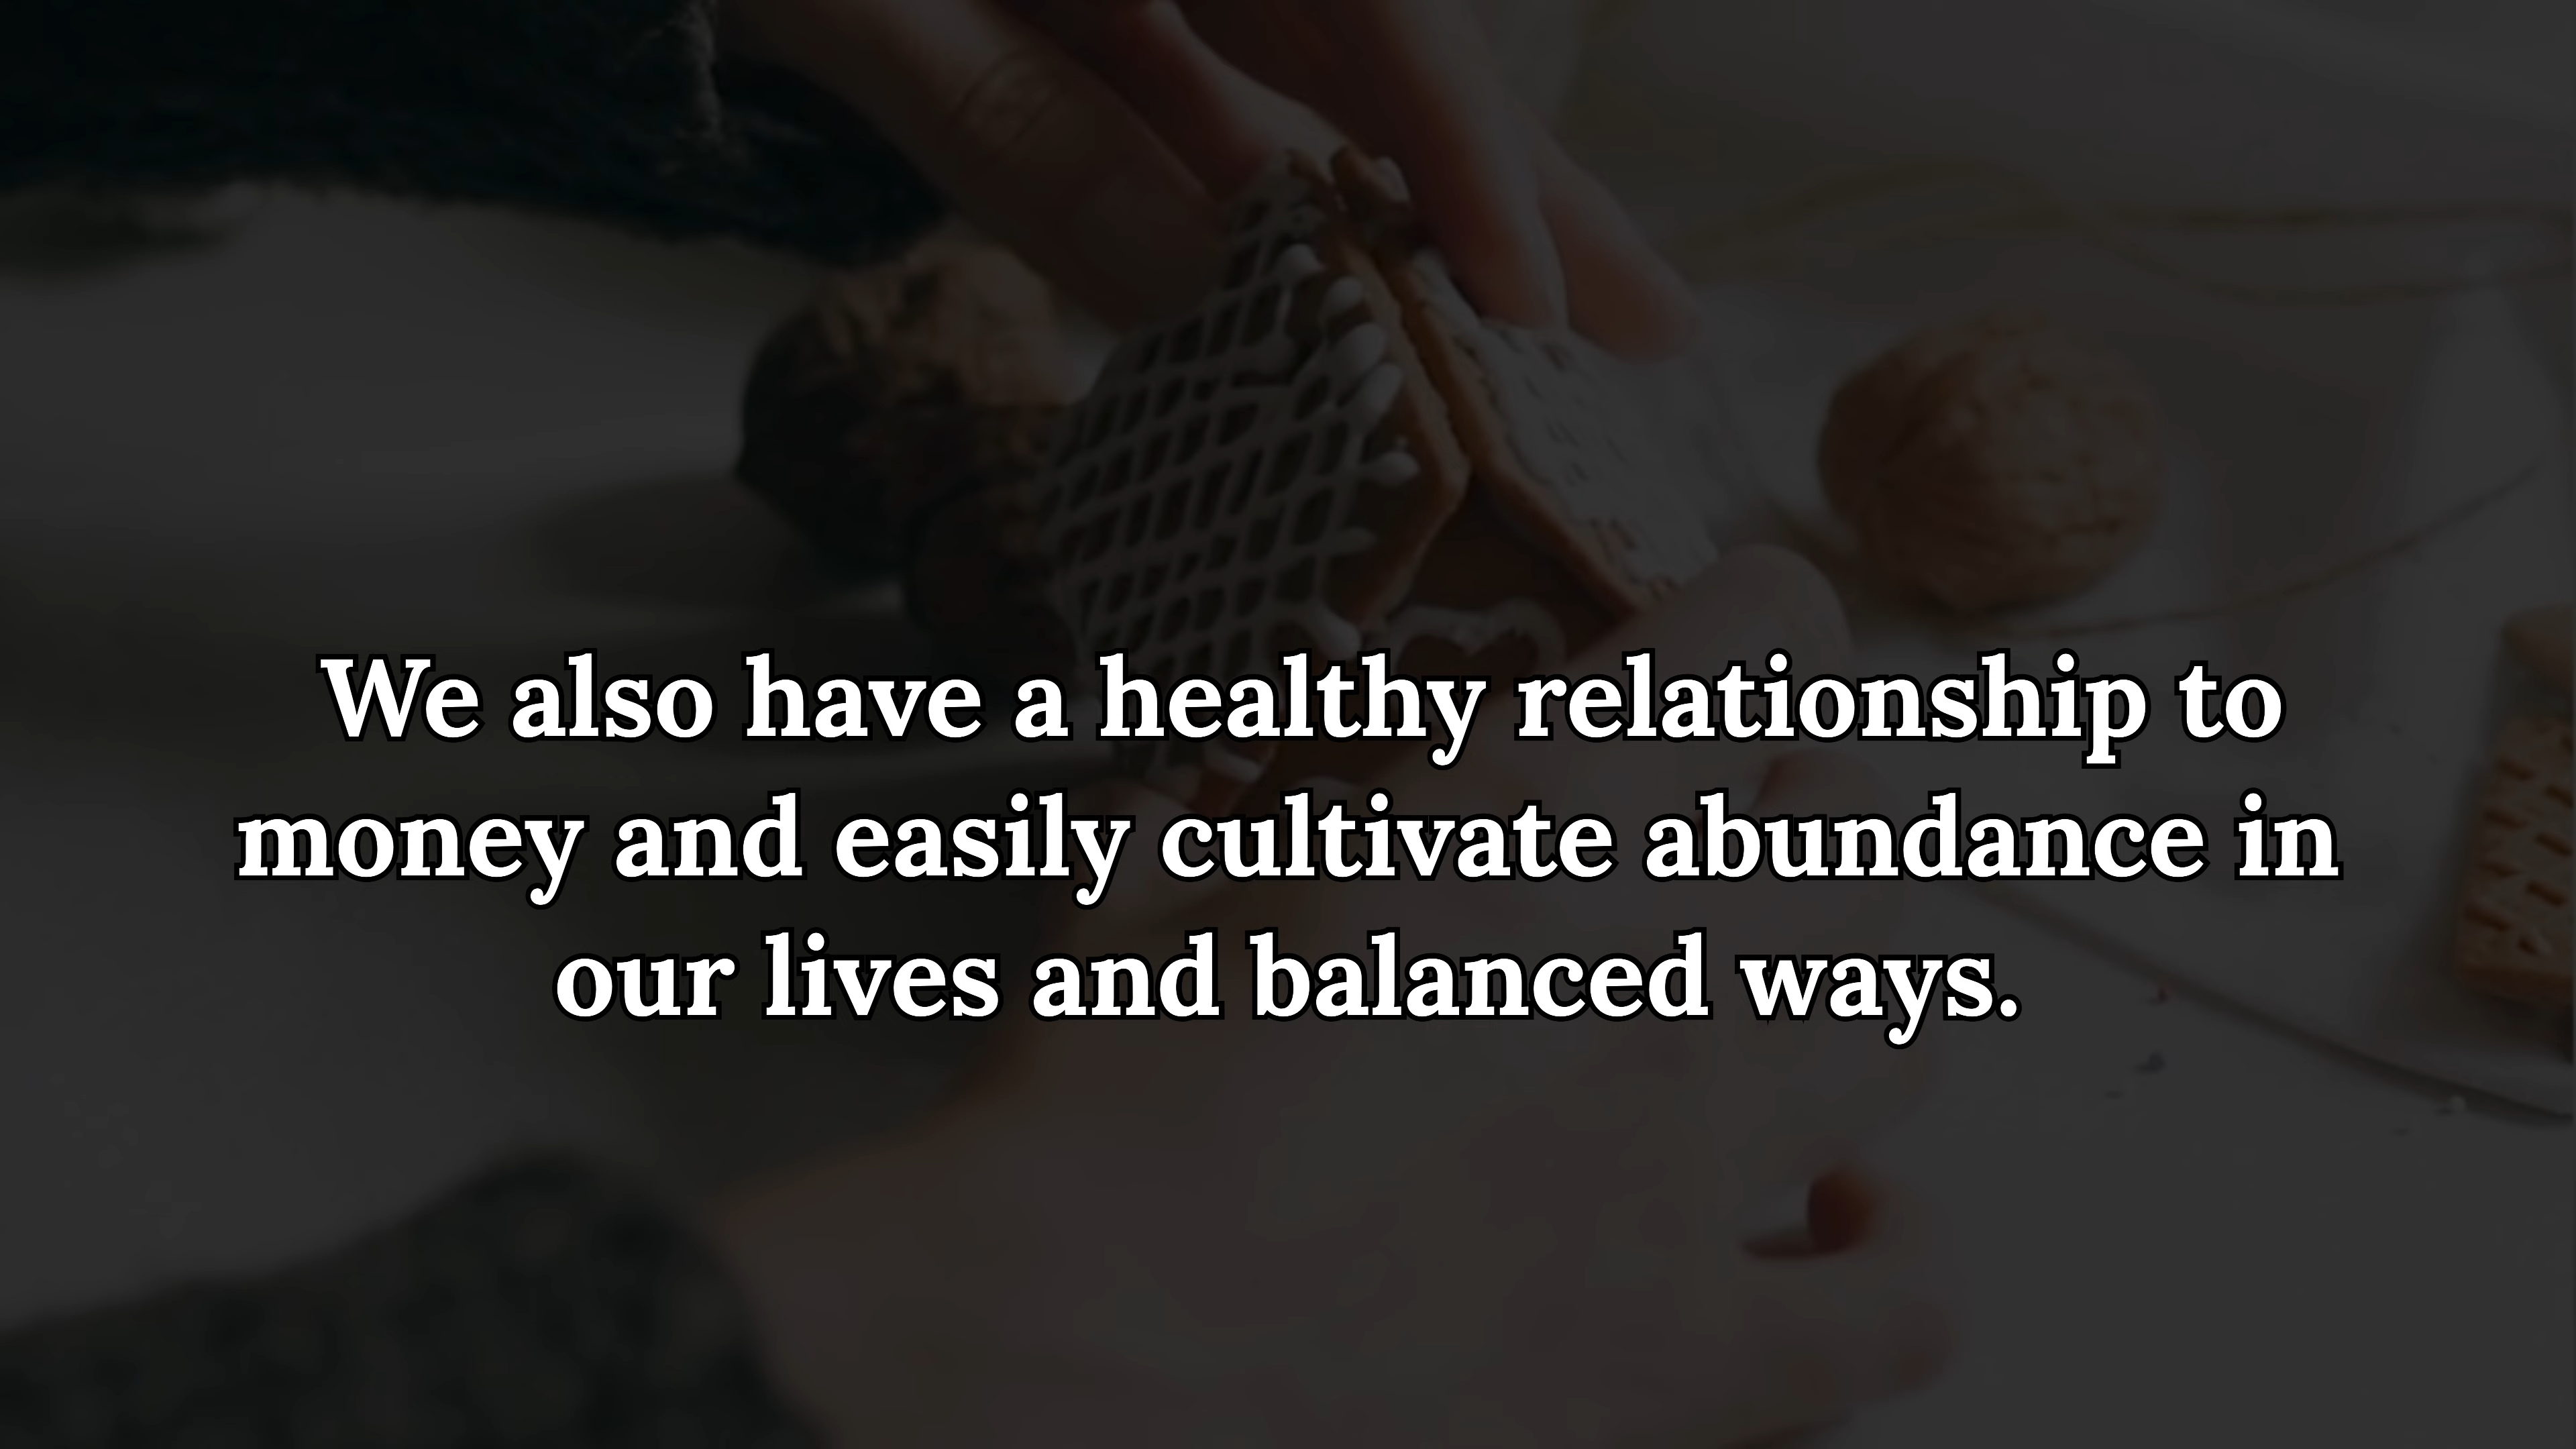 We also have a healthy relationship to
money and easily cultivate abundance in
our lives and balanced ways.